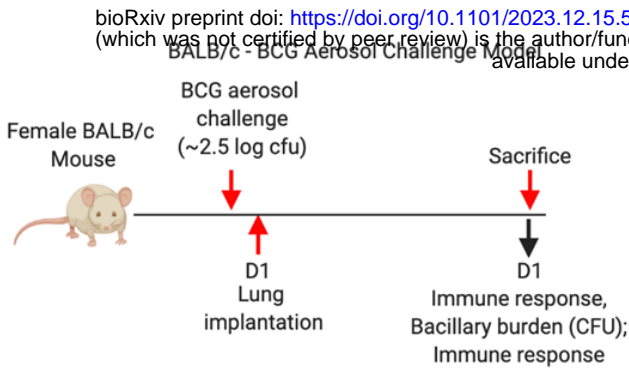 bioRxiv preprint doi: https://doi.org/10.1101/2023.12.15.5
(which was not certified by peer review) is the author/fun
BALB/c - BCG Aerosol Challenge Model
available unde
BCG aerosol
challenge
(~2.5 log cfu)
Female BALB/c
Mouse
Sacrifice
D1
Lung
implantation
D1
Immune response,
Bacillary burden (CFU);
Immune response